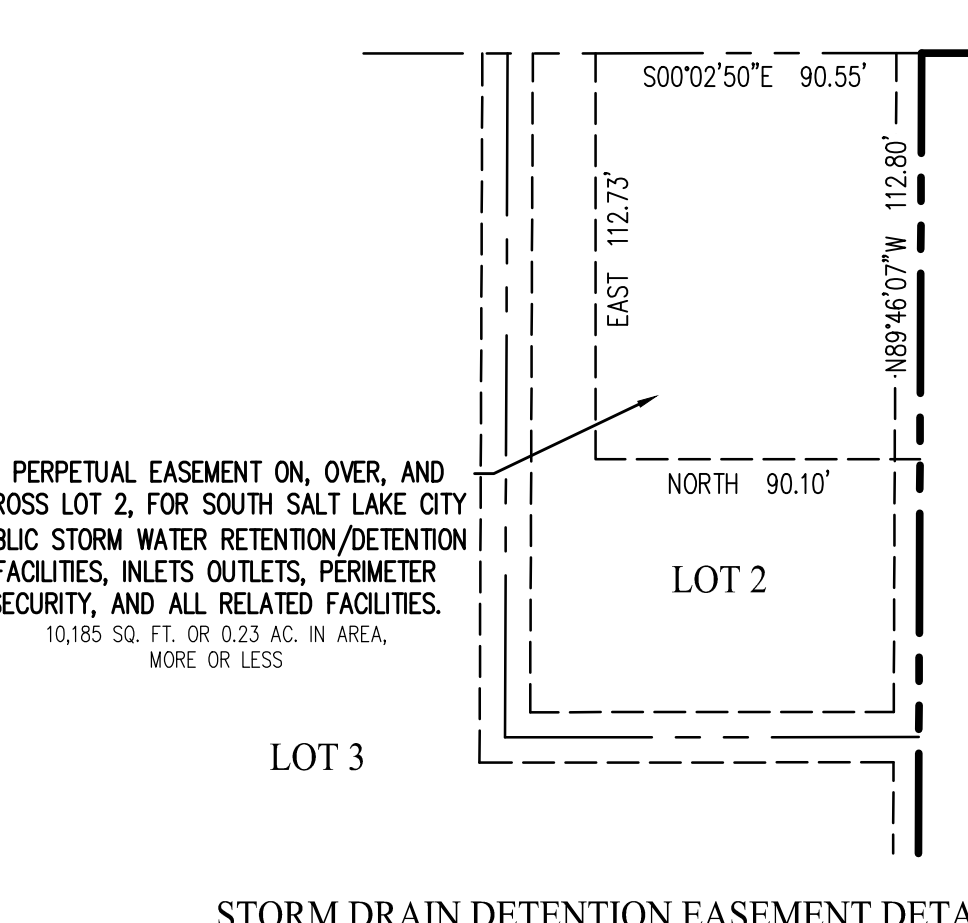 S00°02'50"E 90.55'
EAST 112.73'
N89°46'07"W 112.80'
NORTH 90.10'
PERPETUAL EASEMENT ON, OVER, AND
LOT 2, FOR SOUTH SALT LAKE CITY
STORM WATER RETENTION/DETENTION
FACILITIES, INLETS OUTLETS, PERIMETER
SECURITY, AND ALL RELATED FACILITIES.
10,185 SQ. FT. OR 0.23 AC. IN AREA,
MORE OR LESS
LOT 2
LOT 3
STORM DRAIN DETENTION EASEMENT